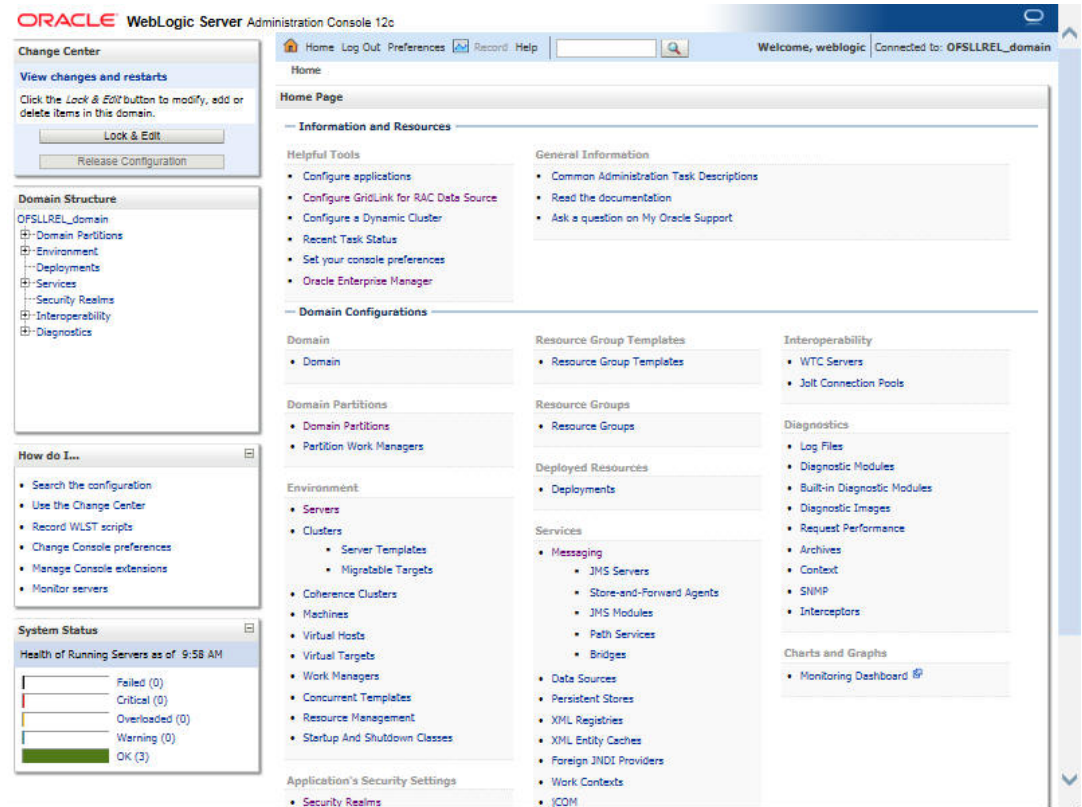 ORACLE WebLogic Server Administration Console 12c
Change Center
View changes and restarts
Click the Lock & Edit button to modify, add or
delete items in this domain.
Lock & Edit
Release Configuration
Domain Structure
OFSLLREL_domain
Domain Partitions
Environment
Deployments
Services
Security Realms
Interoperability
Diagnostics
How do I...
Search the configuration
Use the Change Center
Record WLST scripts
Change Console preferences
Manage Console extensions
Monitor servers
System Status
Health of Running Servers as of 9:58 AM
Failed (0)
Critical (0)
Overloaded (0)
Warning (0)
OK (3)
Home Log Out Preferences Record Help
Welcome, weblogic Connected to: OFSLLREL_domain
Home
Home Page
Information and Resources
Helpful Tools
Configure applications
Configure GridLink for RAC Data Source
Configure a Dynamic Cluster
Recent Task Status
Set your console preferences
Oracle Enterprise Manager
General Information
Common Administration Task Descriptions
Read the documentation
Ask a question on My Oracle Support
Domain Configurations
Domain
Domain
Domain Partitions
Domain Partitions
Partition Work Managers
Environment
Servers
Clusters
Server Templates
Migratable Targets
Coherence Clusters
Machines
Virtual Hosts
Virtual Targets
Work Managers
Concurrent Templates
Resource Management
Startup And Shutdown Classes
Application's Security Settings
Security Realms
Resource Group Templates
Resource Group Templates
Resource Groups
Resource Groups
Deployed Resources
Deployments
Services
Messaging
JMS Servers
Store-and-Forward Agents
JMS Modules
Path Services
Bridges
Data Sources
Persistent Stores
XML Registries
XML Entity Caches
Foreign JNDI Providers
Work Contexts
jCOM
Interoperability
WTC Servers
Jolt Connection Pools
Diagnostics
Log Files
Diagnostic Modules
Built-in Diagnostic Modules
Diagnostic Images
Request Performance
Archives
Context
SNMP
Interceptors
Charts and Graphs
Monitoring Dashboard